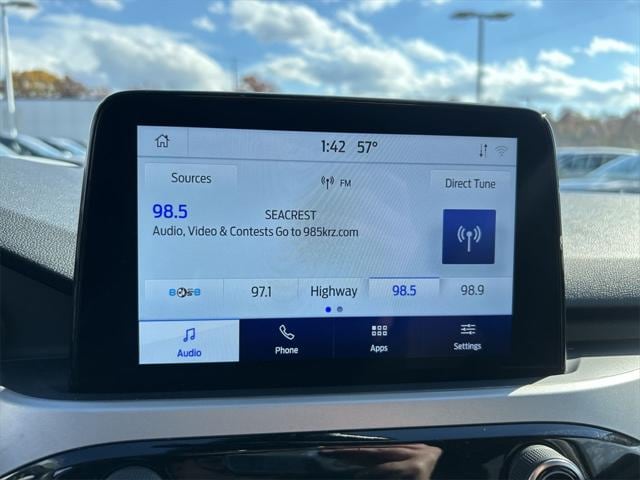 1:42 57°
Sources
FM
Direct Tune
98.5
SEACREST
Audio, Video & Contests Go to 985krz.com
97.1
Highway
98.5
98.9
Audio
Phone
Apps
Settings